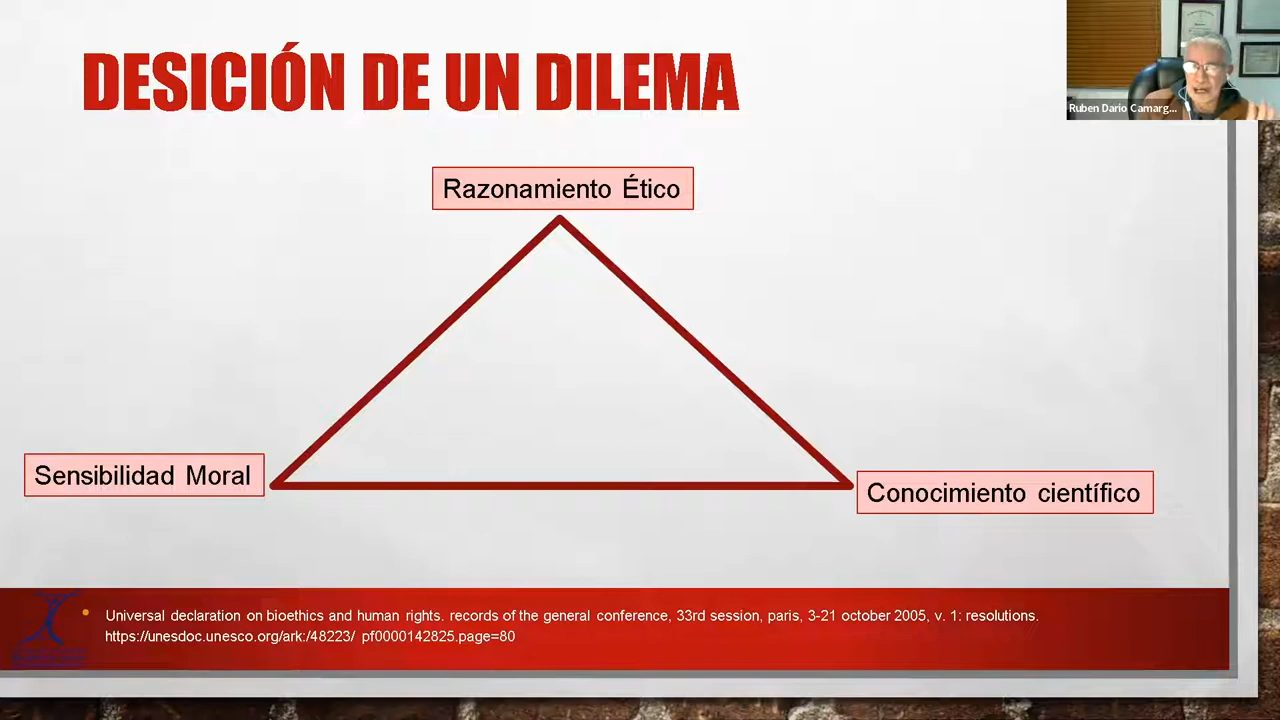 DESICIÓN DE UN DILEMA
Ruben Dario Camarg...
Razonamiento Ético
Sensibilidad Moral
Conocimiento científico
• Universal declaration on bioethics and human rights. records of the general conference, 33rd session, paris, 3-21 october 2005, v. 1: resolutions.
https://unesdoc.unesco.org/ark:/48223/ pf0000142825.page=80